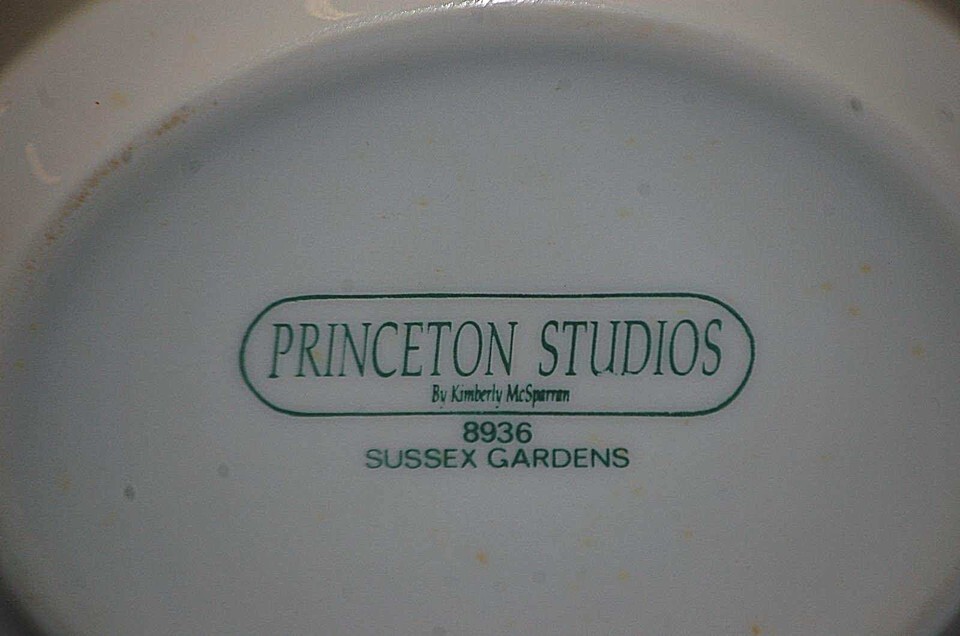 PRINCETON STUDIOS
By Kimberly McSparran
8936
SUSSEX GARDENS